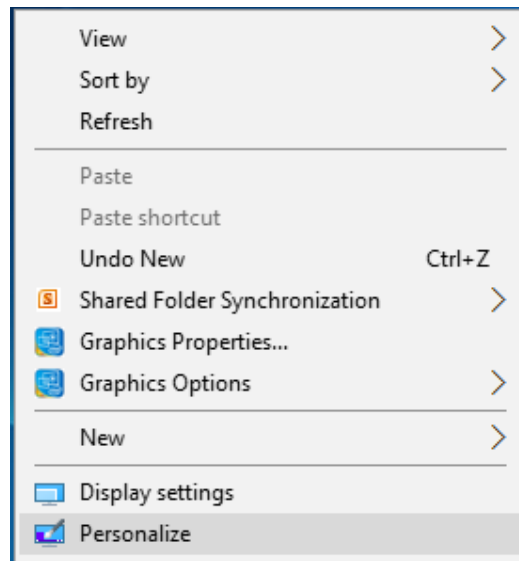 View
Sort by
Refresh
Paste
Paste shortcut
Undo New Ctrl+Z
S Shared Folder Synchronization
Graphics Properties...
Graphics Options
New
Display settings
Personalize